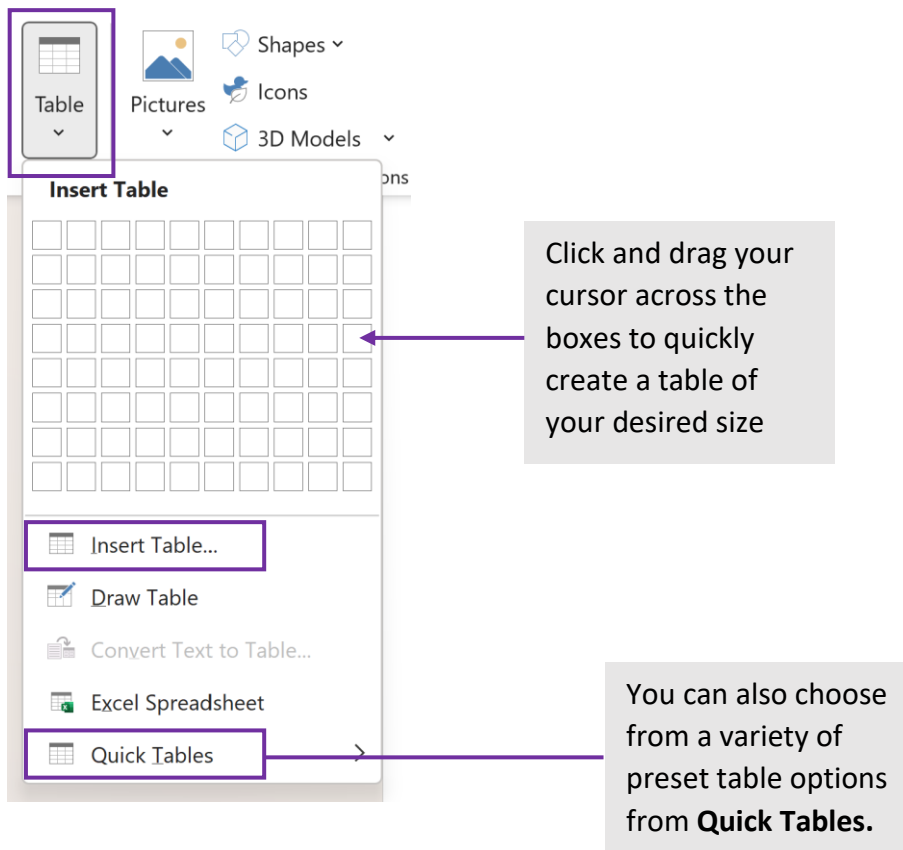 Table
Pictures
Shapes
Icons
3D Models
ons
Insert Table
Click and drag your
cursor across the
boxes to quickly
create a table of
your desired size
Insert Table...
Draw Table
Convert Text to Table...
Excel Spreadsheet
Quick Tables
You can also choose
from a variety of
preset table options
from Quick Tables.